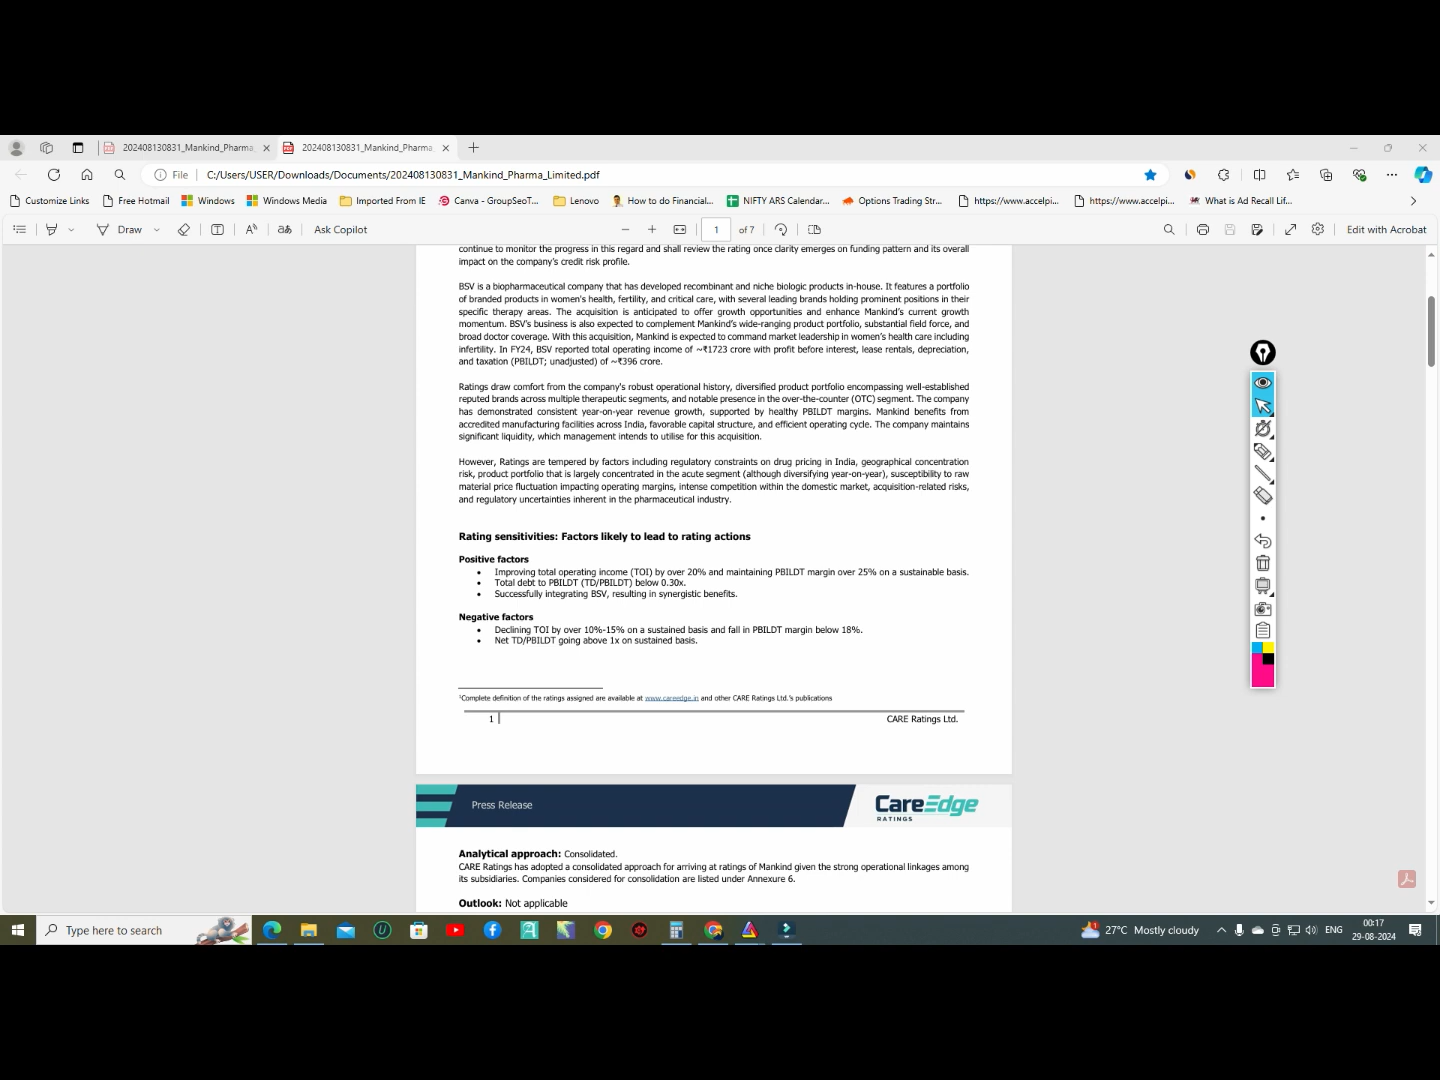 202408130831_Mankind_Pharma_
202408130831_Mankind_Pharma_
File
C:/Users/USER/Downloads/Documents/202408130831_Mankind_Pharma_Limited.pdf
Customize Links
Free Hotmail
Windows
Windows Media
Imported From IE
Canva - GroupSeoT...
Lenovo
How to do Financial...
NIFTY ARS Calendar...
Options Trading Str...
https://www.accelpi...
https://www.accelpi...
What is Ad Recall Lif...
Draw
Ask Copilot
1 of 7
Edit with Acrobat
continue to monitor the progress in this regard and shall review the rating once clarity emerges on funding pattern and its overall
impact on the company's credit risk profile.
BSV is a biopharmaceutical company that has developed recombinant and niche biologic products in-house. It features a portfolio
of branded products in women's health, fertility, and critical care, with several leading brands holding prominent positions in their
specific therapy areas. The acquisition is anticipated to offer growth opportunities and enhance Mankind's current growth
momentum. BSV's business is also expected to complement Mankind's wide-ranging product portfolio, substantial field force, and
broad doctor coverage. With this acquisition, Mankind is expected to command market leadership in women's health care including
infertility. In FY24, BSV reported total operating income of ~₹1723 crore with profit before interest, lease rentals, depreciation,
and taxation (PBILDT; unadjusted) of ~₹396 crore.
Ratings draw comfort from the company's robust operational history, diversified product portfolio encompassing well-established
reputed brands across multiple therapeutic segments, and notable presence in the over-the-counter (OTC) segment. The company
has demonstrated consistent year-on-year revenue growth, supported by healthy PBILDT margins. Mankind benefits from
accredited manufacturing facilities across India, favorable capital structure, and efficient operating cycle. The company maintains
significant liquidity, which management intends to utilise for this acquisition.
However, Ratings are tempered by factors including regulatory constraints on drug pricing in India, geographical concentration
risk, product portfolio that is largely concentrated in the acute segment (although diversifying year-on-year), susceptibility to raw
material price fluctuation impacting operating margins, intense competition within the domestic market, acquisition-related risks,
and regulatory uncertainties inherent in the pharmaceutical industry.
Rating sensitivities: Factors likely to lead to rating actions
Positive factors
• Improving total operating income (TOI) by over 20% and maintaining PBILDT margin over 25% on a sustainable basis.
• Total debt to PBILDT (TD/PBILDT) below 0.30x.
• Successfully integrating BSV, resulting in synergistic benefits.
Negative factors
• Declining TOI by over 10%-15% on a sustained basis and fall in PBILDT margin below 18%.
• Net TD/PBILDT going above 1x on sustained basis.
¹Complete definition of the ratings assigned are available at www.careedge.in and other CARE Ratings Ltd.'s publications
1
CARE Ratings Ltd.
Press Release
CareEdge
RATINGS
Analytical approach: Consolidated.
CARE Ratings has adopted a consolidated approach for arriving at ratings of Mankind given the strong operational linkages among
its subsidiaries. Companies considered for consolidation are listed under Annexure 6.
Outlook: Not applicable
Type here to search
27°C Mostly cloudy
ENG
00:17
29-08-2024